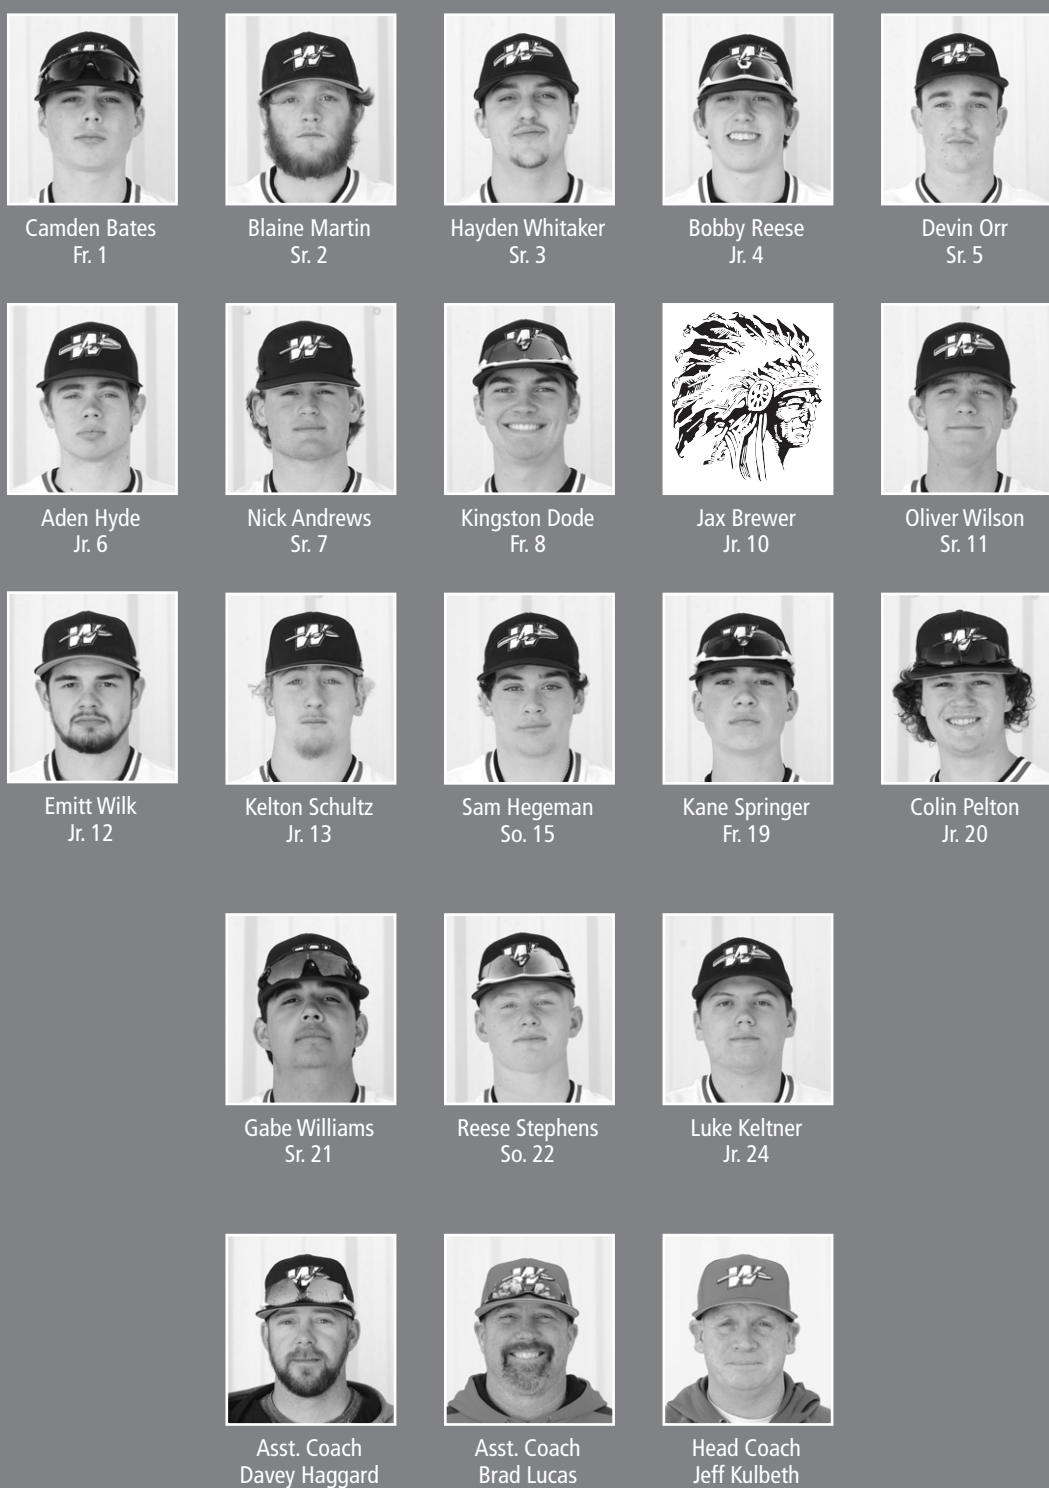 Camden Bates
Fr. 1
Blaine Martin
Sr. 2
Hayden Whitaker
Sr. 3
Bobby Reese
Jr. 4
Devin Orr
Sr. 5
Aden Hyde
Jr. 6
Nick Andrews
Sr. 7
Kingston Dode
Fr. 8
Jax Brewer
Jr. 10
Oliver Wilson
Sr. 11
Emitt Wilk
Jr. 12
Kelton Schultz
Jr. 13
Sam Hegeman
So. 15
Kane Springer
Fr. 19
Colin Pelton
Jr. 20
Gabe Williams
Sr. 21
Reese Stephens
So. 22
Luke Keltner
Jr. 24
Asst. Coach
Davey Haggard
Asst. Coach
Brad Lucas
Head Coach
Jeff Kulbeth